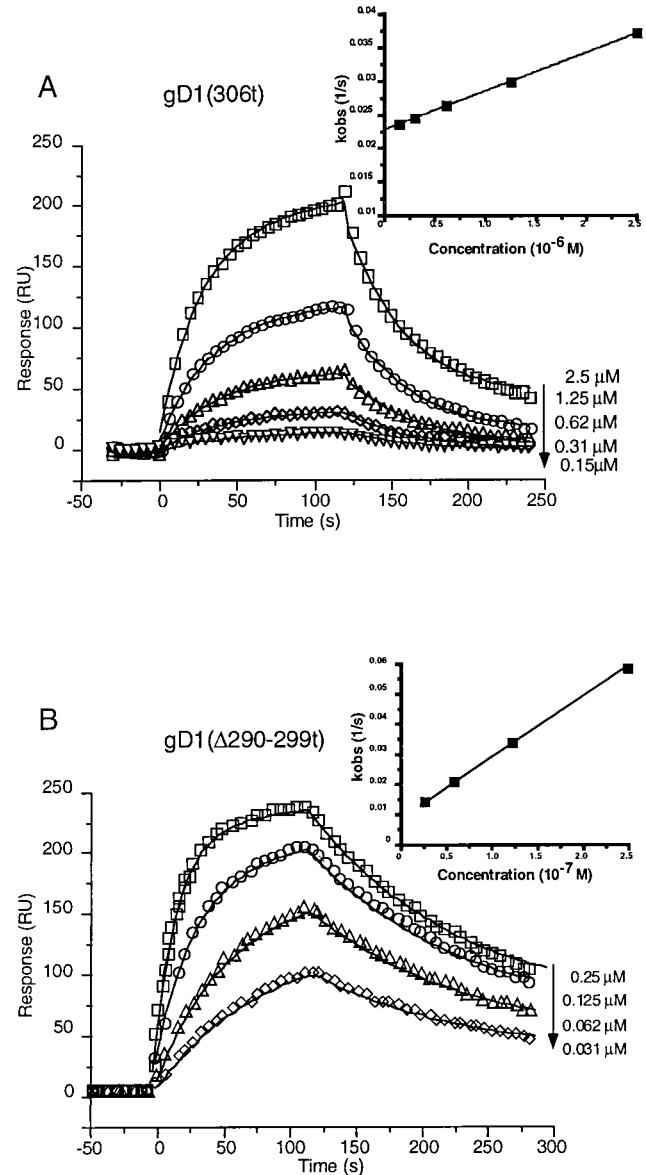 A
gD1(306t)
0.04
0.03
0.025
0.02
0.015
0.01
kobs (1/s)
0
0.5
1.0
1.5
2.0
2.5
Concentration (10-6 M)
250
200
150
100
50
0
Response (RU)
-50
0
50
100
150
200
250
Time (s)
2.5 µM
1.25 µM
0.62 µM
0.31 µM
0.15µM
B
gD1(Δ290-299t)
0.06
0.05
0.04
0.03
0.02
0.01
0
kobs (1/s)
0
0.5
1.0
1.5
2.0
2.5
Concentration (10-7 M)
250
200
150
100
50
0
Response (RU)
-50
0
50
100
150
200
250
300
Time (s)
0.25 µM
0.125 µM
0.062 µM
0.031 µM